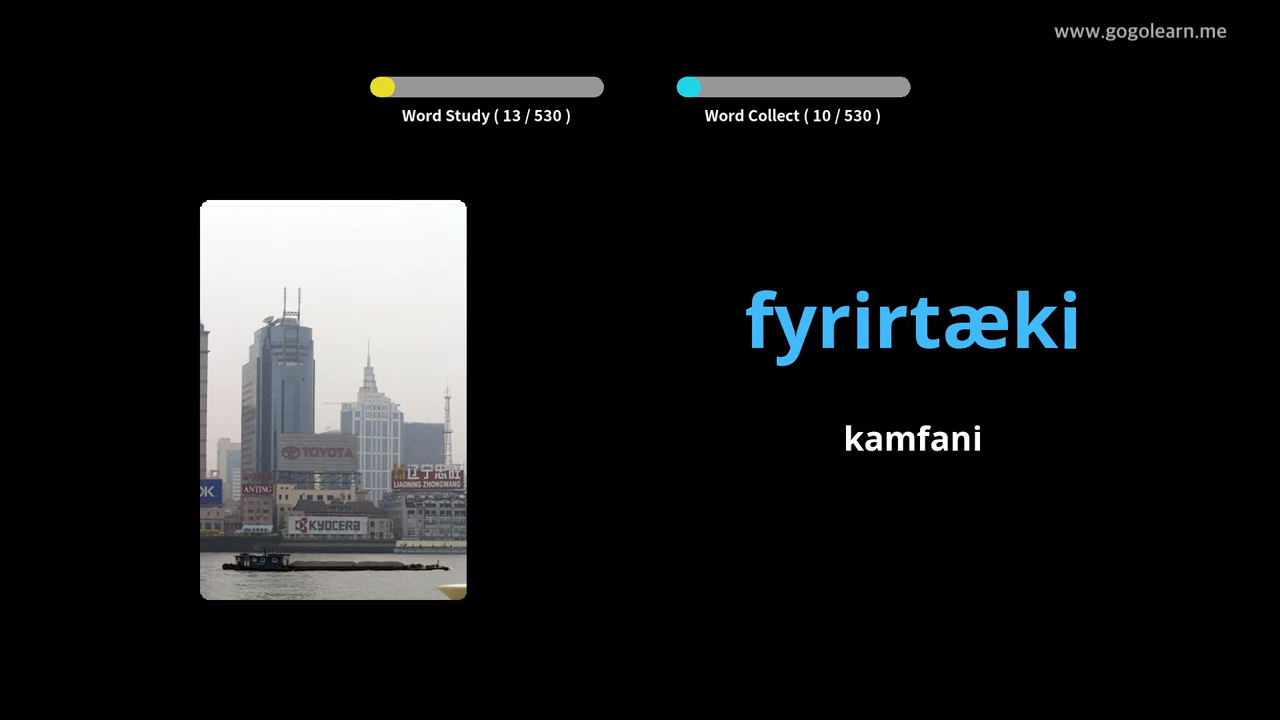 www.gogolearn.me
Word Study ( 13 / 530 )
Word Collect ( 10 / 530 )
fyrirtæki
kamfani
TOYOTA
辽宁忠旺
LIAONING ZHONGWANG
ANTING
KYOCERA